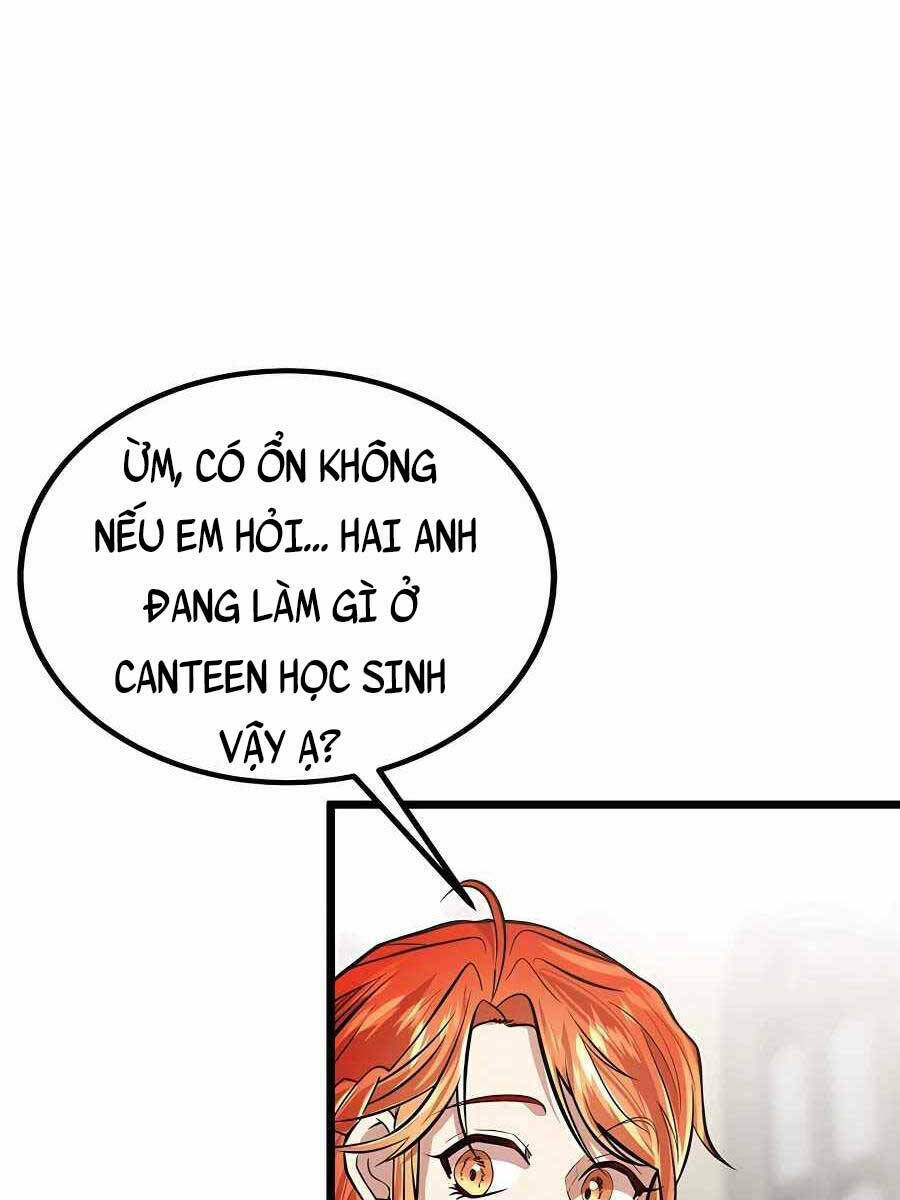 ỪM, CÓ ỔN KHÔNG
NẾU EM HỎI... HAI ANH
ĐANG LÀM GÌ Ở
CANTEEN HỌC SINH
VẬY Ạ?